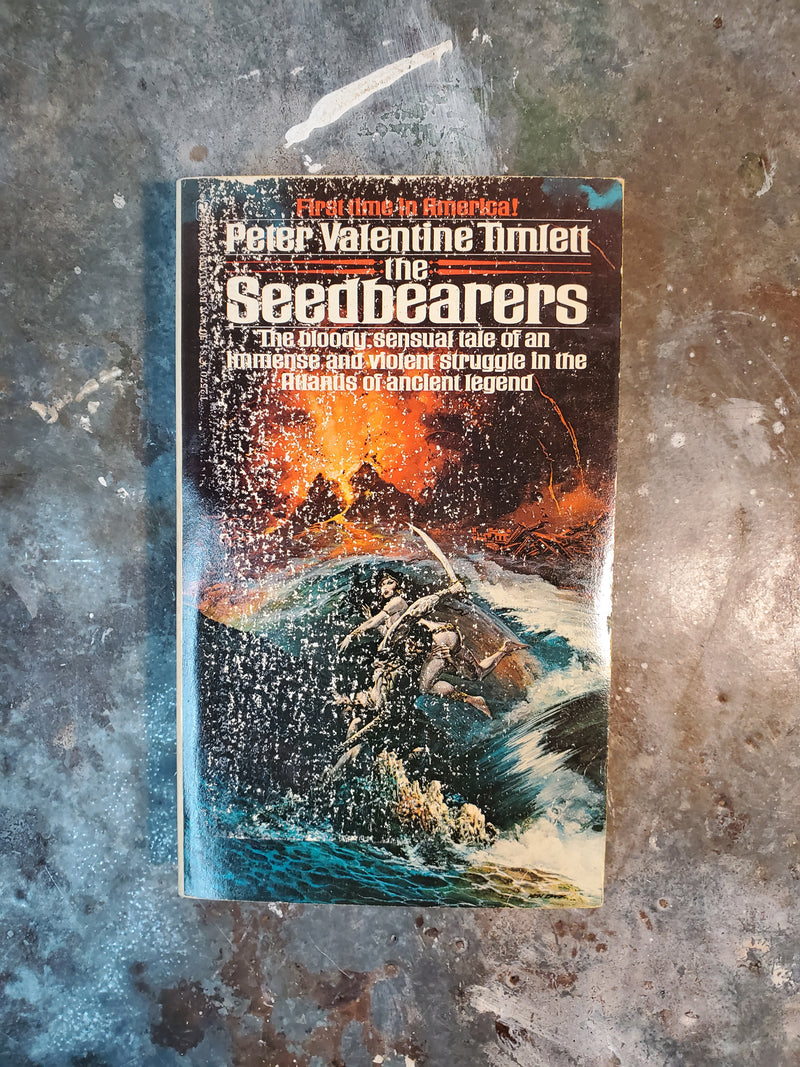 First time in America!
Peter Valentine Timlett
the
Seedbearers
The bloody, sensual tale of an
immense and violent struggle in the
Atlantis of ancient legend